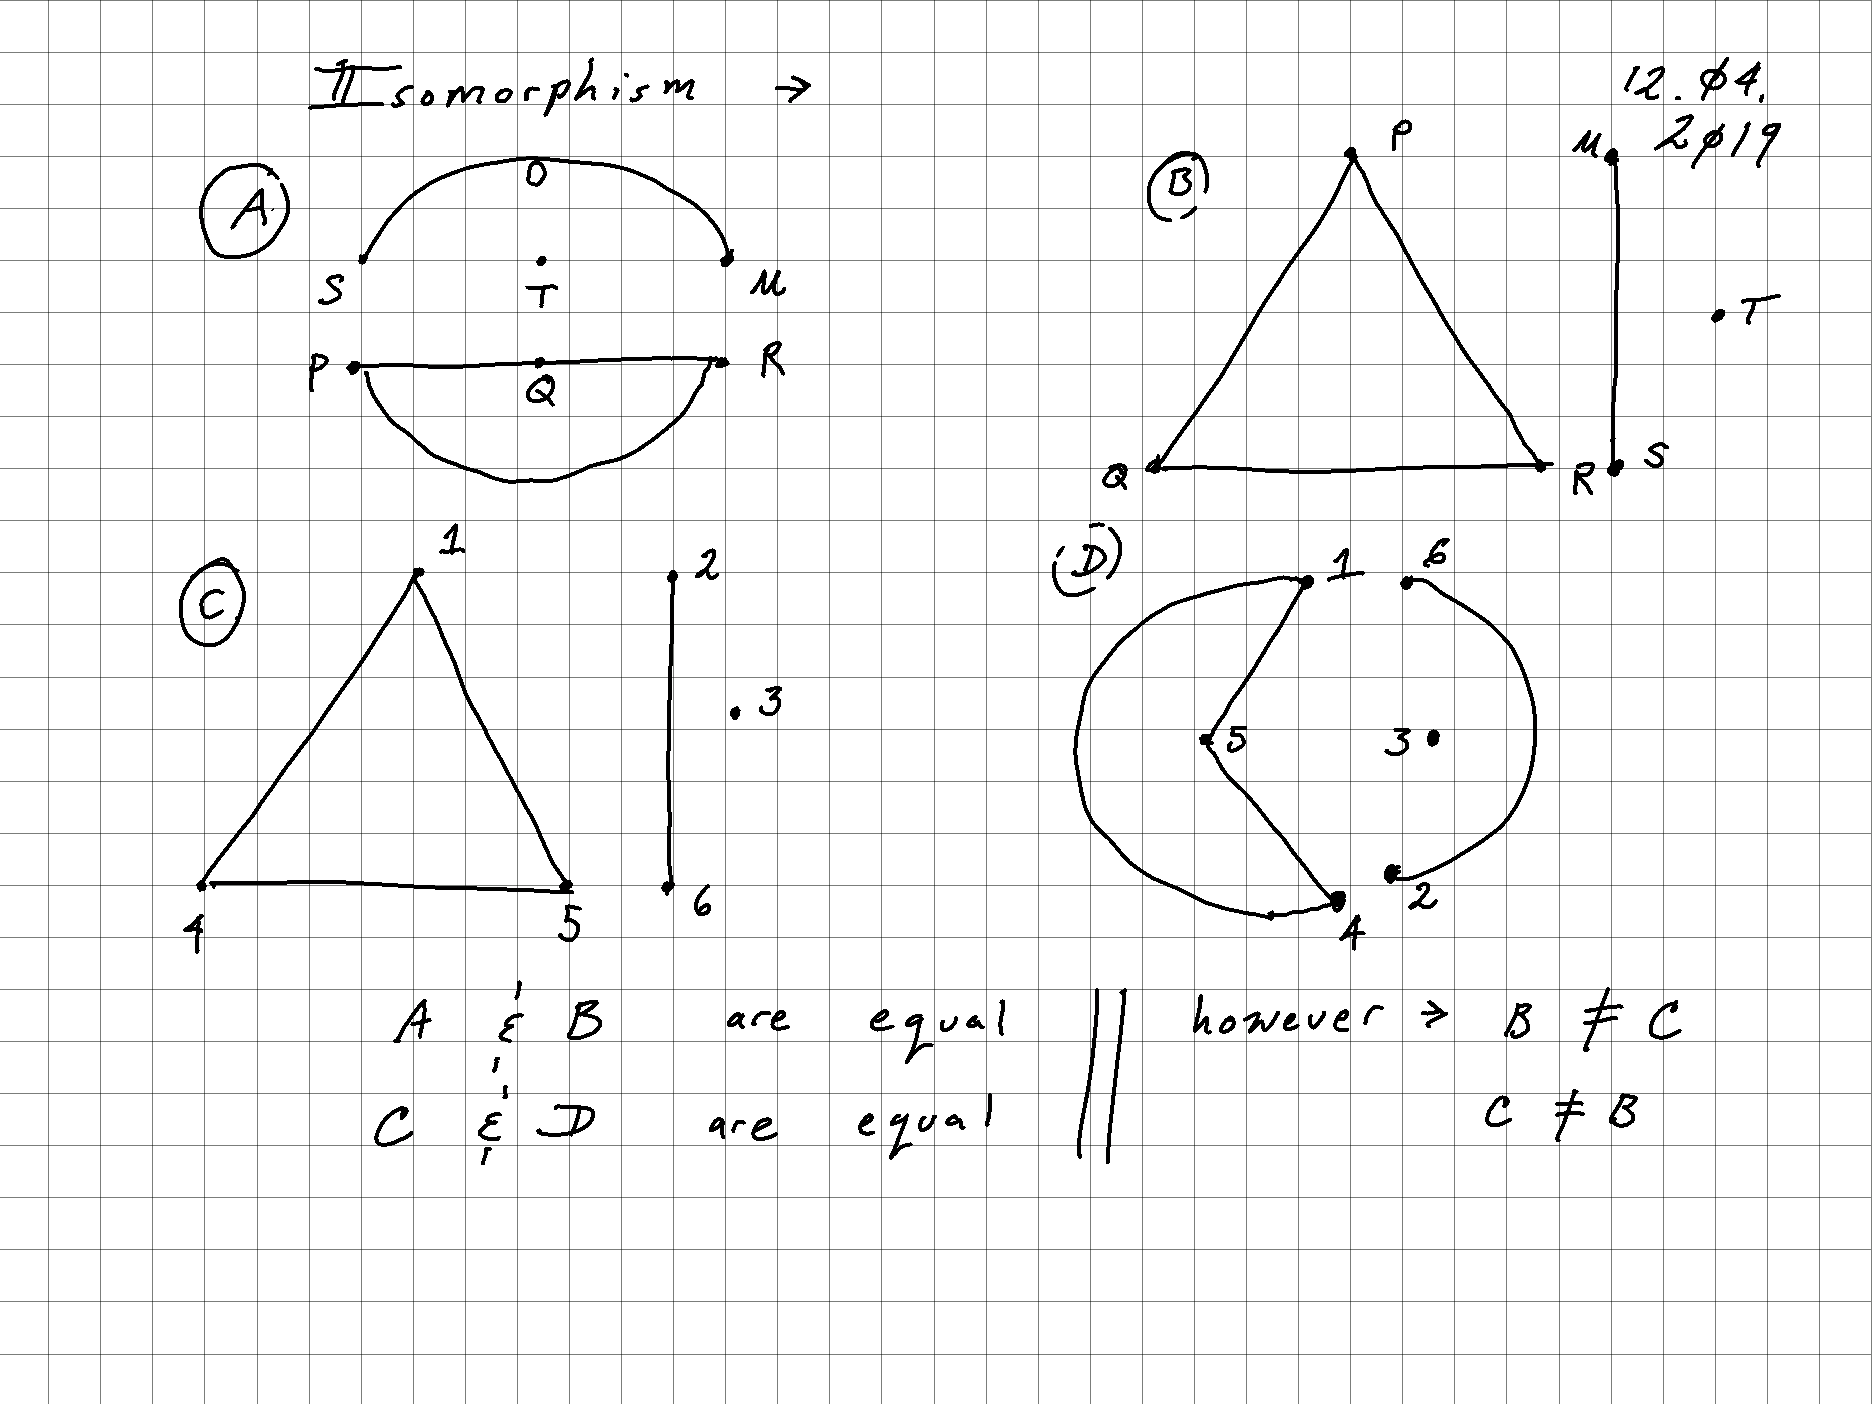 II Isomorphism →
12. 04.
2019
A
O
S T M
P Q R
B
P
M
T
Q R S
C
1
2
3
4 5 6
D
1 6
5 3
2
4
A & B are equal || however → B ≠ C
C & D are equal || C ≠ B